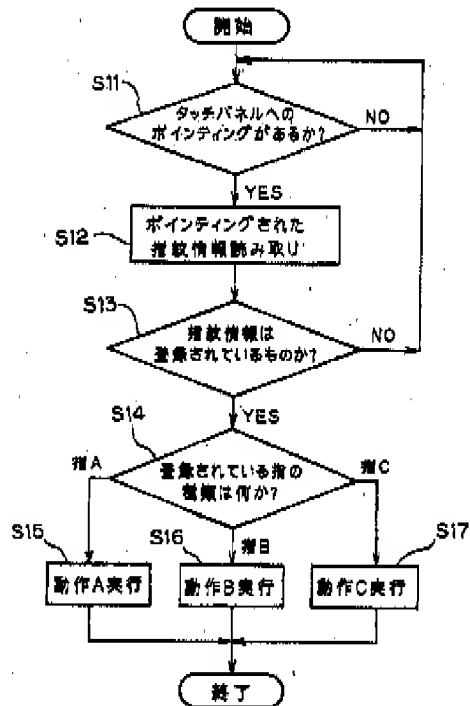 開始
S11
タッチパネルへの
ポインティングがあるか?
NO
YES
S12
ポインティングされた
指紋情報読み取り
S13
指紋情報は
登録されているものか?
NO
YES
S14
指A
登録されている指の
種類は何か?
指C
S15
S16
指B
S17
動作A実行
動作B実行
動作C実行
終了